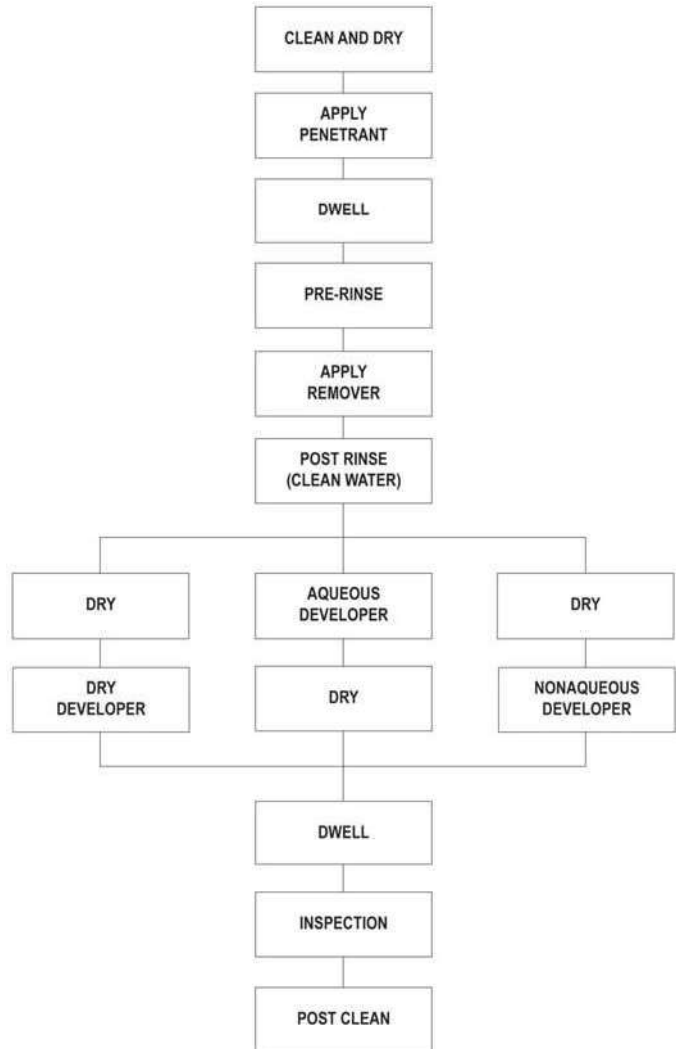 CLEAN AND DRY
APPLY
PENETRANT
DWELL
PRE-RINSE
APPLY
REMOVER
POST RINSE
(CLEAN WATER)
DRY
AQUEOUS
DEVELOPER
DRY
DRY
DEVELOPER
DRY
NONAQUEOUS
DEVELOPER
DWELL
INSPECTION
POST CLEAN